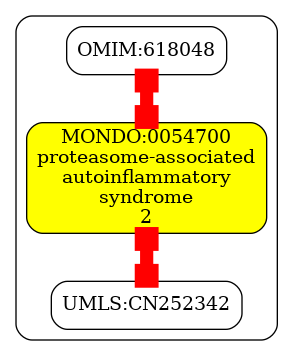 OMIM:618048
MONDO:0054700
proteasome-associated
autoinflammatory
syndrome
2
UMLS:CN252342